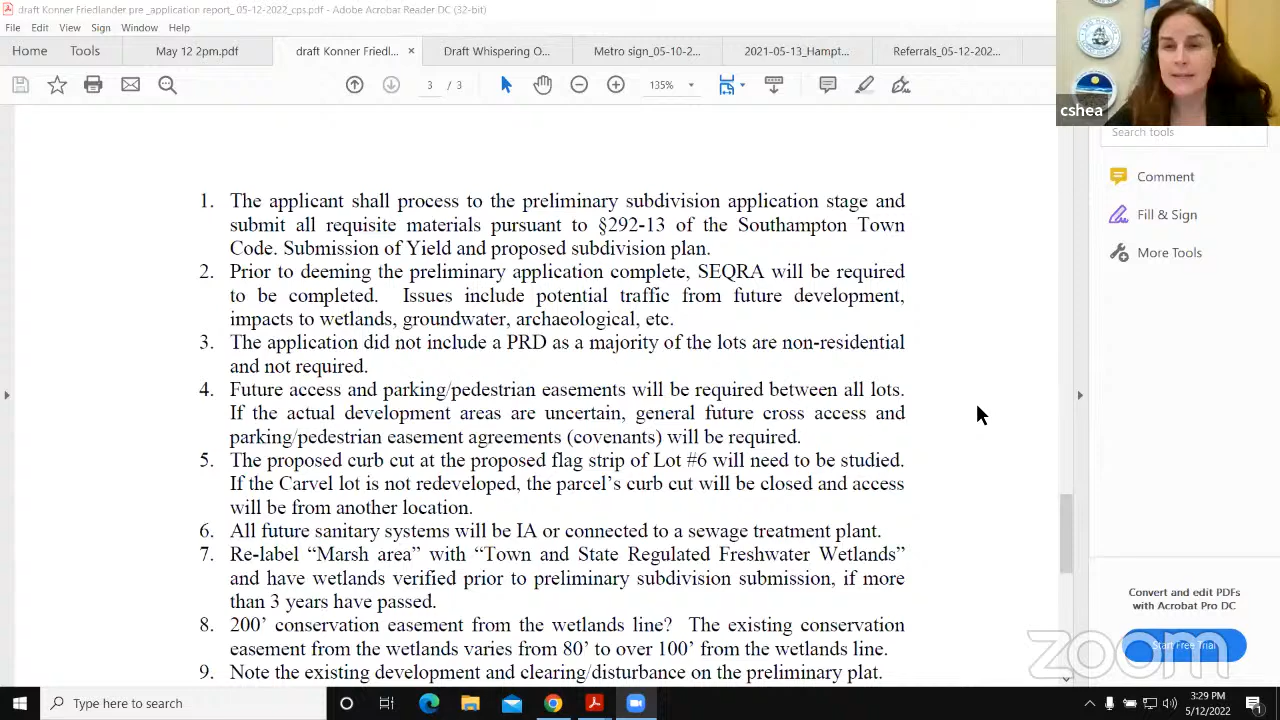 draft Konner Friedlander pre _application report_ 05-12-2022_cps.pdf - Adobe Acrobat Reader DC (32-bit)
File Edit View Sign Window Help
Home Tools May 12 2pm.pdf draft Konner Friedl... × Draft Whispering O... Metro sign_05-10-2... 2021-05-13_Hampt... Referrals_05-12-202...
3 / 3 135%
cshea
Search tools
Comment
Fill & Sign
More Tools
1. The applicant shall process to the preliminary subdivision application stage and
submit all requisite materials pursuant to §292-13 of the Southampton Town
Code. Submission of Yield and proposed subdivision plan.
2. Prior to deeming the preliminary application complete, SEQRA will be required
to be completed. Issues include potential traffic from future development,
impacts to wetlands, groundwater, archaeological, etc.
3. The application did not include a PRD as a majority of the lots are non-residential
and not required.
4. Future access and parking/pedestrian easements will be required between all lots.
If the actual development areas are uncertain, general future cross access and
parking/pedestrian easement agreements (covenants) will be required.
5. The proposed curb cut at the proposed flag strip of Lot #6 will need to be studied.
If the Carvel lot is not redeveloped, the parcel's curb cut will be closed and access
will be from another location.
6. All future sanitary systems will be IA or connected to a sewage treatment plant.
7. Re-label “Marsh area” with “Town and State Regulated Freshwater Wetlands”
and have wetlands verified prior to preliminary subdivision submission, if more
than 3 years have passed.
8. 200’ conservation easement from the wetlands line? The existing conservation
easement from the wetlands varies from 80’ to over 100’ from the wetlands line.
9. Note the existing development and clearing/disturbance on the preliminary plat.
Convert and edit PDFs
with Acrobat Pro DC
Start Free Trial
zoom
Type here to search
3:29 PM
5/12/2022
1